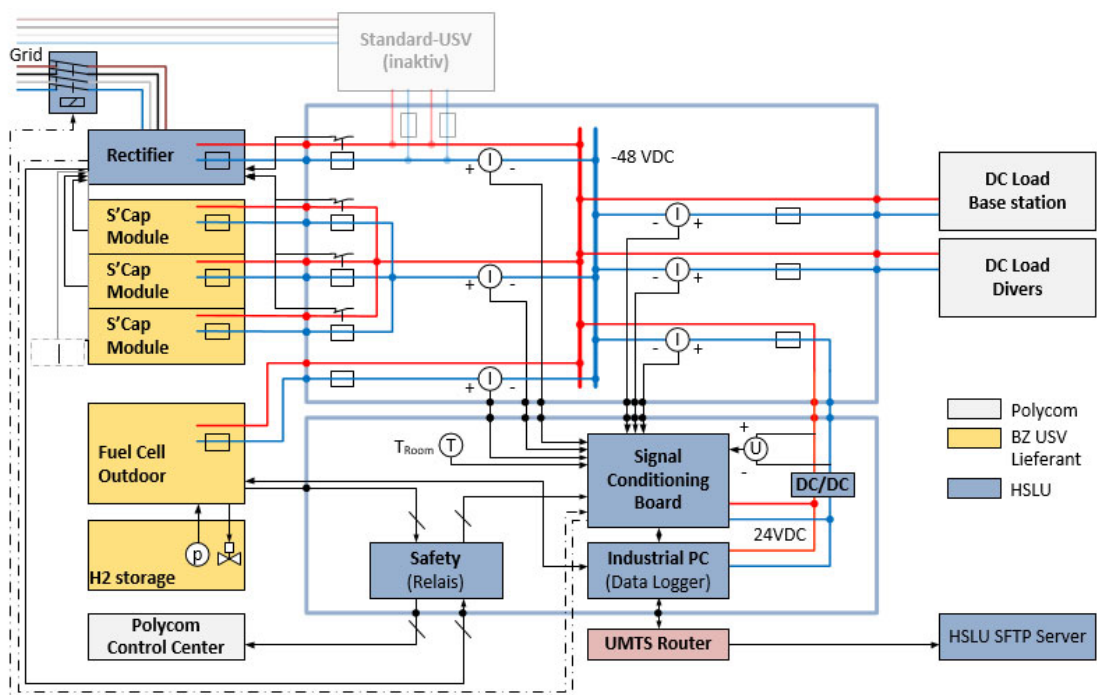 Standard-USV
(inaktiv)
Grid
Rectifier
-48 VDC
I
+ -
DC Load
Base station
S'Cap
Module
- I +
S'Cap
Module
+ I -
- I +
DC Load
Divers
S'Cap
Module
- I +
I
+ I -
Polycom
BZ USV
Lieferant
HSLU
Fuel Cell
Outdoor
TRoom
T
Signal
Conditioning
Board
+
U
-
DC/DC
24VDC
p
H2 storage
Safety
(Relais)
Industrial PC
(Data Logger)
Polycom
Control Center
UMTS Router
HSLU SFTP Server